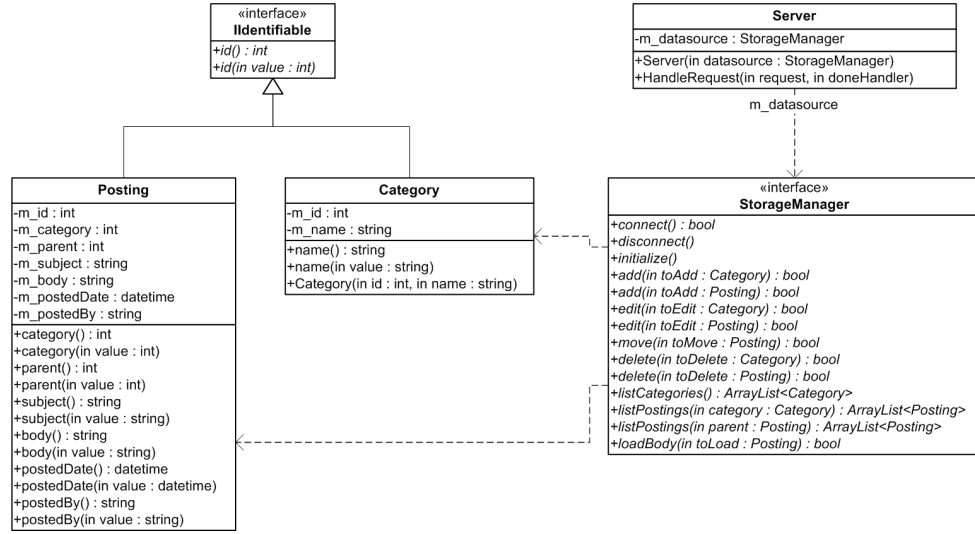 «interface»
IIdentifiable
+id() : int
+id(in value : int)
Server
-m_datasource : StorageManager
+Server(in datasource : StorageManager)
+HandleRequest(in request, in doneHandler)
m_datasource
Posting
-m_id : int
-m_category : int
-m_parent : int
-m_subject : string
-m_body : string
-m_postedDate : datetime
-m_postedBy : string
+category() : int
+category(in value : int)
+parent() : int
+parent(in value : int)
+subject() : string
+subject(in value : string)
+body() : string
+body(in value : string)
+postedDate() : datetime
+postedDate(in value : datetime)
+postedBy() : string
+postedBy(in value : string)
Category
-m_id : int
-m_name : string
+name() : string
+name(in value : string)
+Category(in id : int, in name : string)
«interface»
StorageManager
+connect() : bool
+disconnect()
+initialize()
+add(in toAdd : Category) : bool
+add(in toAdd : Posting) : bool
+edit(in toEdit : Category) : bool
+edit(in toEdit : Posting) : bool
+move(in toMove : Posting) : bool
+delete(in toDelete : Category) : bool
+delete(in toDelete : Posting) : bool
+listCategories() : ArrayList<Category>
+listPostings(in category : Category) : ArrayList<Posting>
+listPostings(in parent : Posting) : ArrayList<Posting>
+loadBody(in toLoad : Posting) : bool